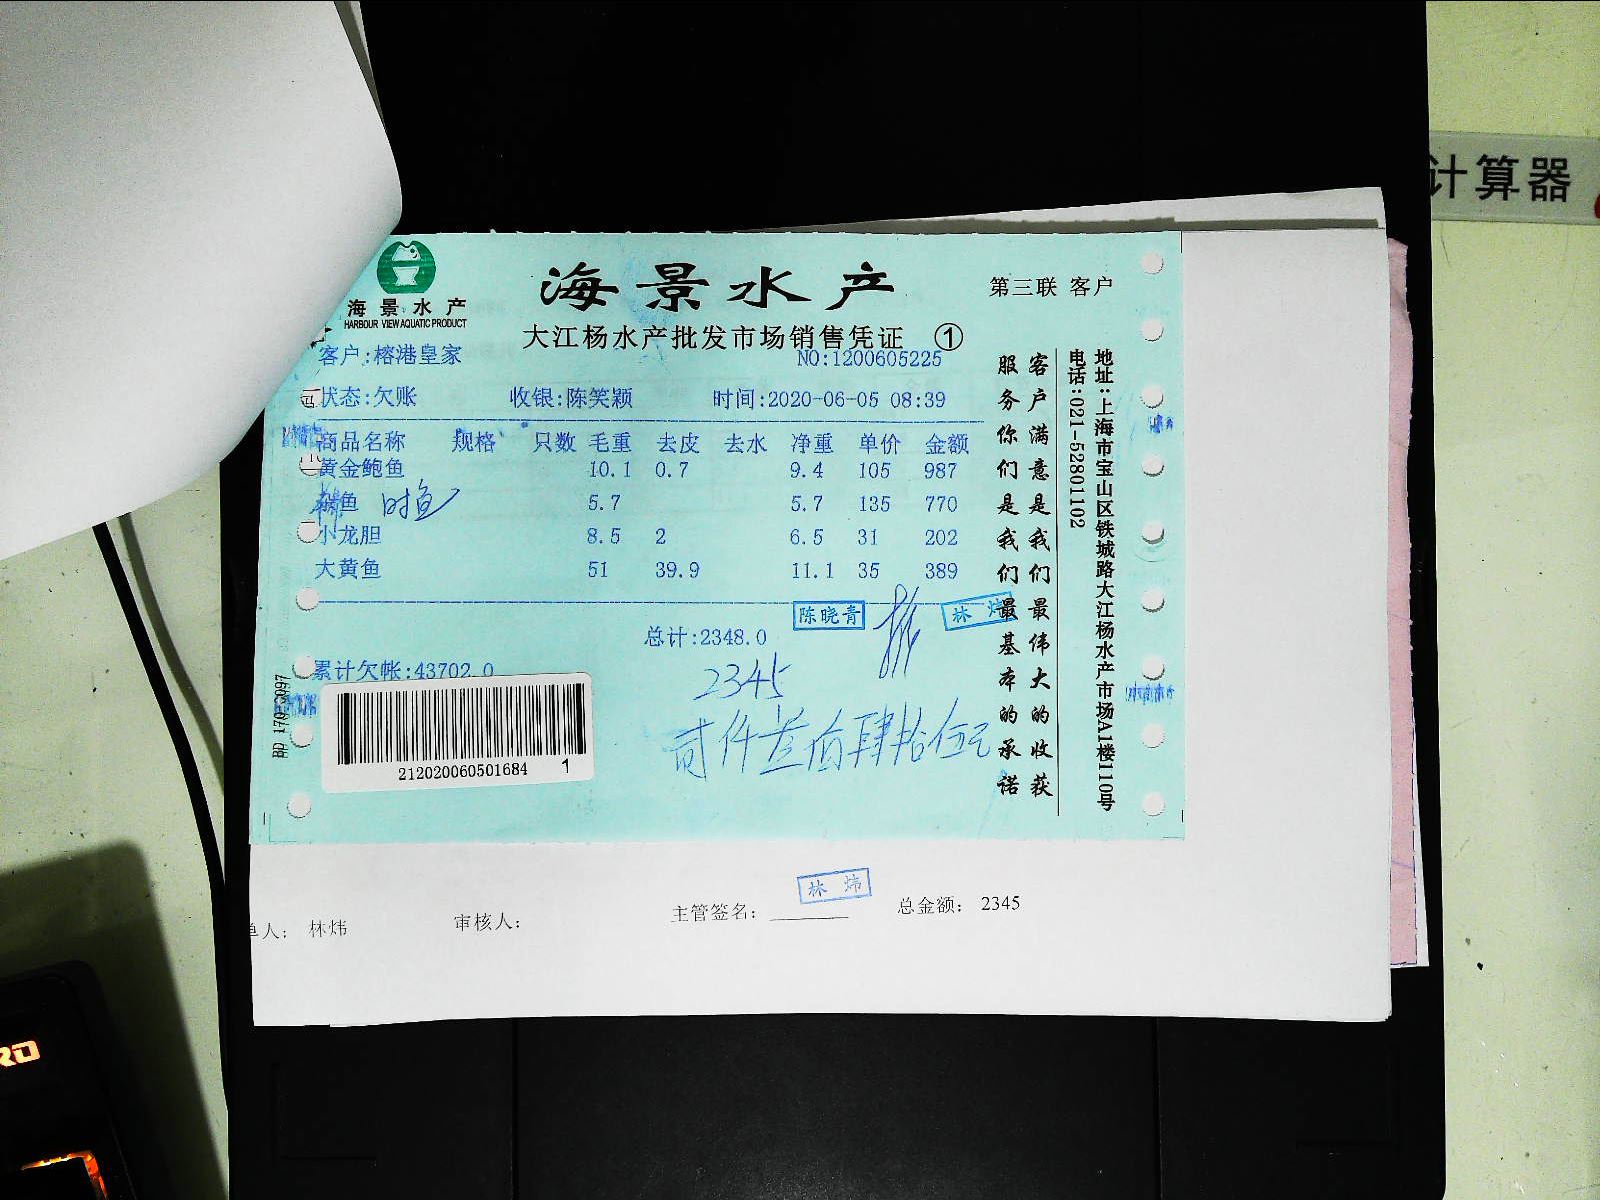 计算器
海景水产
HARBOUR VIEW AQUATIC PRODUCT
海景水产
第三联 客户
大江杨水产批发市场销售凭证 ①
客户:榕港皇家 NO:1200605225
状态:欠账 收银:陈笑颖 时间:2020-06-05 08:39
商品名称 规格 只数 毛重 去皮 去水 净重 单价 金额
黄金鲍鱼 10.1 0.7 9.4 105 987
鱼 时鱼 5.7 5.7 135 770
小龙胆 8.5 2 6.5 31 202
大黄鱼 51 39.9 11.1 35 389
陈晓青 林炜
总计:2348.0
累计欠帐:43702.0
2345
贰仟叁佰肆拾伍元
212020060501684 1
客户满意是我们最伟大的收获
服务你们是我们最基本的承诺
地址:上海市宝山区铁城路大江杨水产市场A1楼110号
电话:021-52801102
林炜
单人: 林炜 审核人: 主管签名: 总金额: 2345